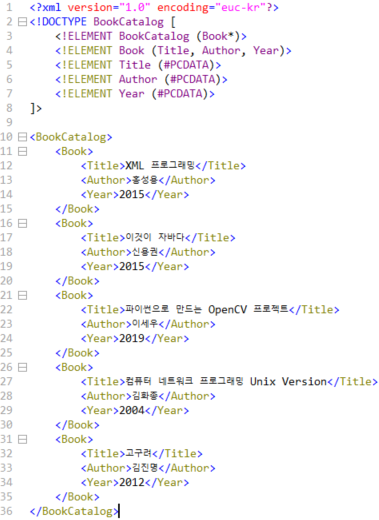 1 <?xml version="1.0" encoding="euc-kr"?>
2 <!DOCTYPE BookCatalog [
3 <!ELEMENT BookCatalog (Book*)>
4 <!ELEMENT Book (Title, Author, Year)>
5 <!ELEMENT Title (#PCDATA)>
6 <!ELEMENT Author (#PCDATA)>
7 <!ELEMENT Year (#PCDATA)>
8 ]>
9
10 <BookCatalog>
11 <Book>
12 <Title>XML 프로그래밍</Title>
13 <Author>홍성용</Author>
14 <Year>2015</Year>
15 </Book>
16 <Book>
17 <Title>이것이 자바다</Title>
18 <Author>신용권</Author>
19 <Year>2015</Year>
20 </Book>
21 <Book>
22 <Title>파이썬으로 만드는 OpenCV 프로젝트</Title>
23 <Author>이세우</Author>
24 <Year>2019</Year>
25 </Book>
26 <Book>
27 <Title>컴퓨터 네트워크 프로그래밍 Unix Version</Title>
28 <Author>김화종</Author>
29 <Year>2004</Year>
30 </Book>
31 <Book>
32 <Title>고구려</Title>
33 <Author>김진명</Author>
34 <Year>2012</Year>
35 </Book>
36 </BookCatalog>